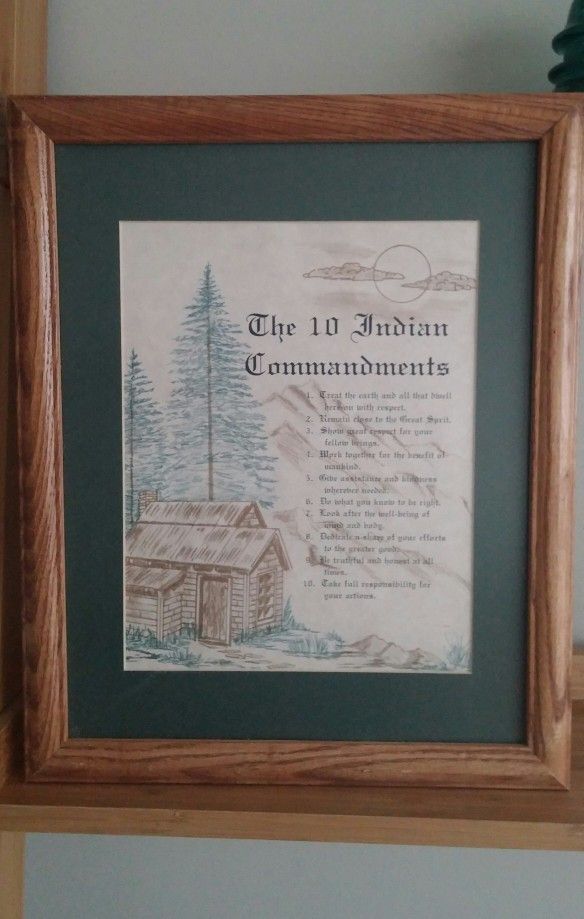 The 10 Indian
Commandments
1. Treat the earth and all that dwell
hereon with respect.
2. Remain close to the Great Sprit.
3. Show great respect for your
fellow beings.
4. Work together for the benefit of
mankind.
5. Give assistance and kindness
wherever needed.
6. Do what you know to be right.
7. Look after the well-being of
mind and body.
8. Dedicate a share of your efforts
to the greater good.
9. Be truthful and honest at all
times.
10. Take full responsibility for
your actions.